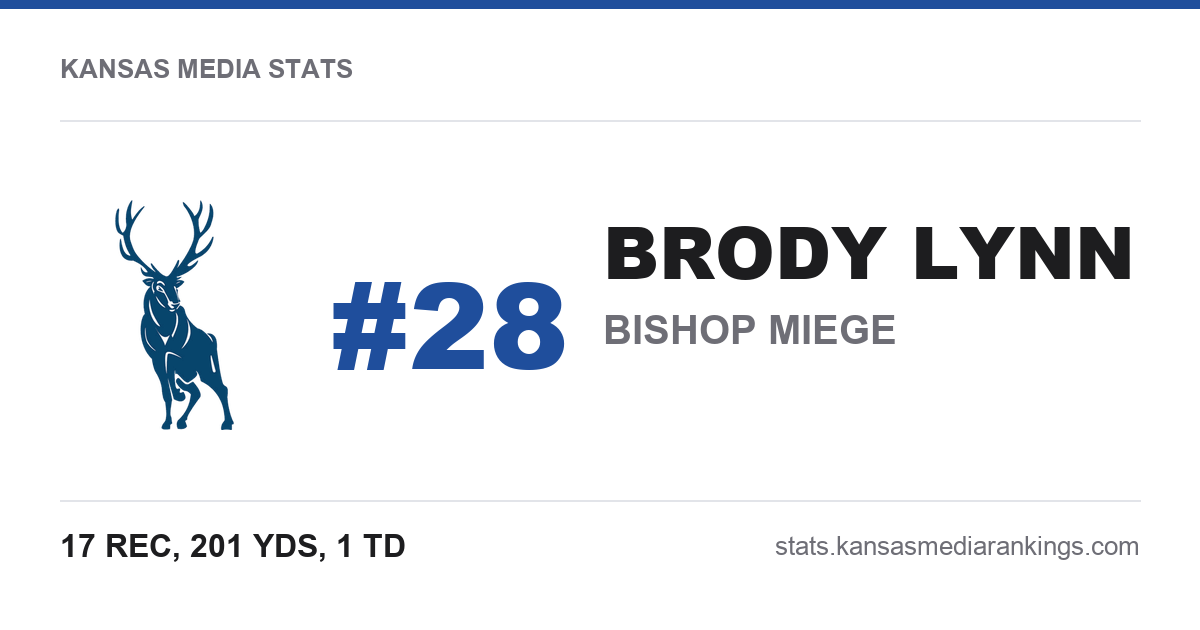 KANSAS MEDIA STATS
#28
BRODY LYNN
BISHOP MIEGE
17 REC, 201 YDS, 1 TD
stats.kansasmediarankings.com